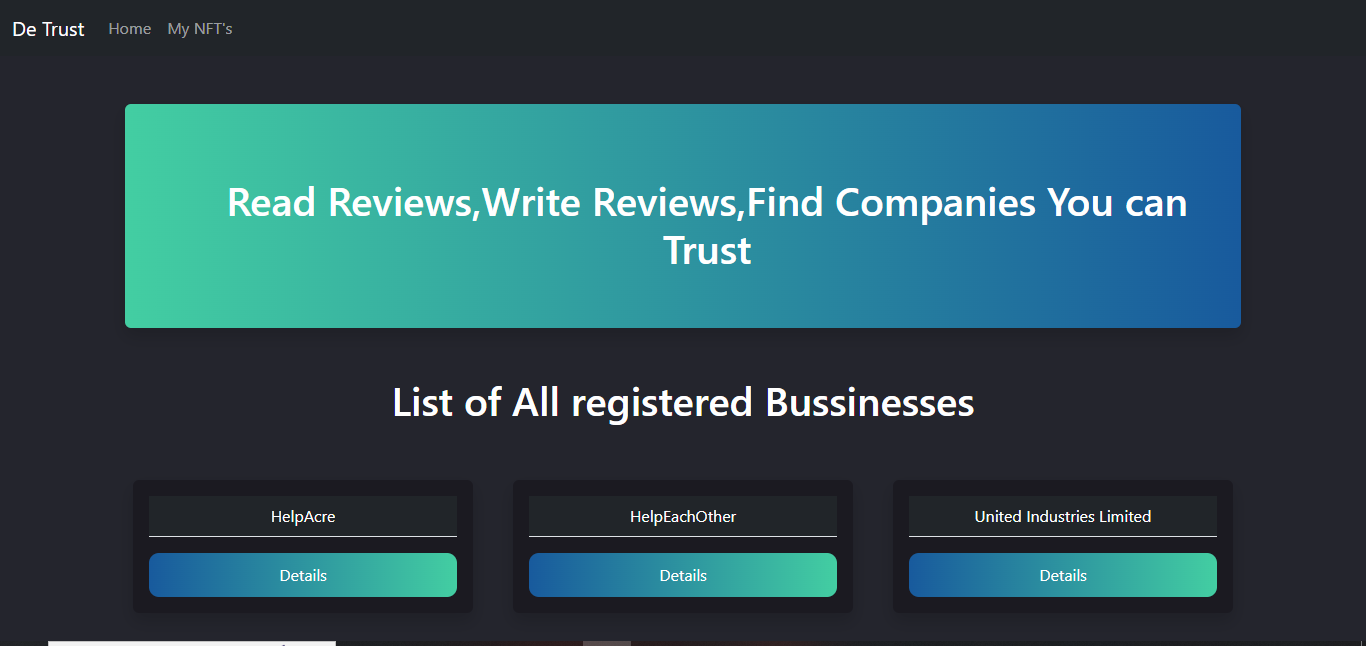 De Trust Home My NFT's
Read Reviews,Write Reviews,Find Companies You can
Trust
List of All registered Bussinesses
HelpAcre HelpEachOther United Industries Limited
Details Details Details